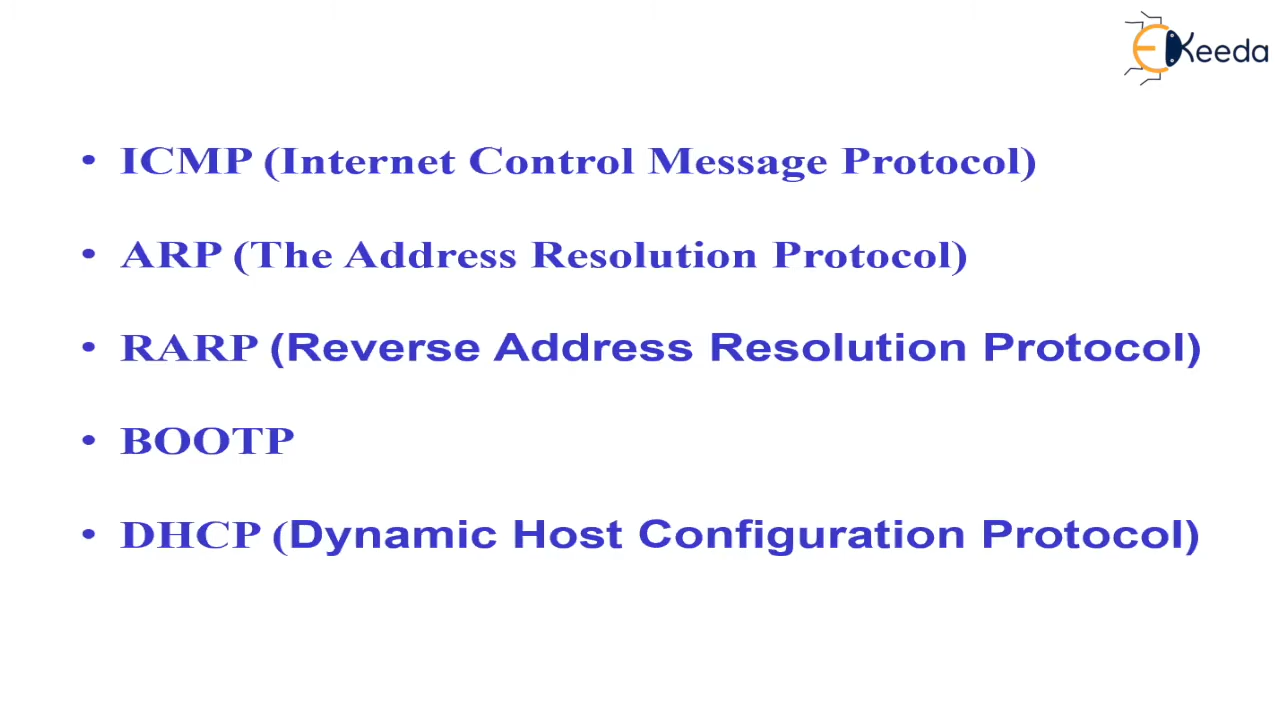 EKeeda
• ICMP (Internet Control Message Protocol)
• ARP (The Address Resolution Protocol)
• RARP (Reverse Address Resolution Protocol)
• BOOTP
• DHCP (Dynamic Host Configuration Protocol)